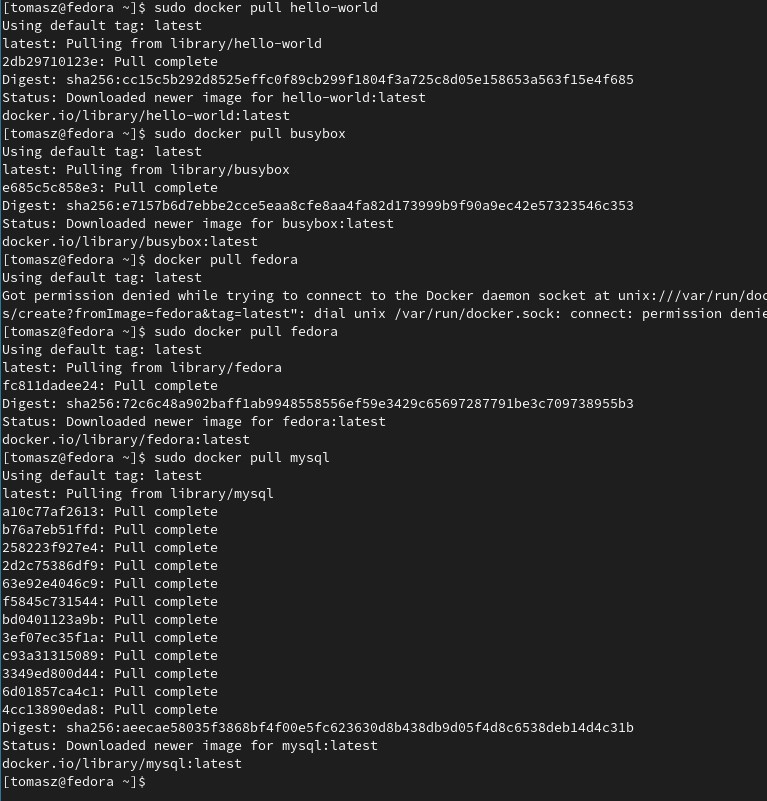 [tomasz@fedora ~]$ sudo docker pull hello-world
Using default tag: latest
latest: Pulling from library/hello-world
2db29710123e: Pull complete
Digest: sha256:cc15c5b292d8525effc0f89cb299f1804f3a725c8d05e158653a563f15e4f685
Status: Downloaded newer image for hello-world:latest
docker.io/library/hello-world:latest
[tomasz@fedora ~]$ sudo docker pull busybox
Using default tag: latest
latest: Pulling from library/busybox
e685c5c858e3: Pull complete
Digest: sha256:e7157b6d7ebbe2cce5eaa8cfe8aa4fa82d173999b9f90a9ec42e57323546c353
Status: Downloaded newer image for busybox:latest
docker.io/library/busybox:latest
[tomasz@fedora ~]$ docker pull fedora
Using default tag: latest
Got permission denied while trying to connect to the Docker daemon socket at unix:///var/run/doc
s/create?fromImage=fedora&tag=latest": dial unix /var/run/docker.sock: connect: permission denie
[tomasz@fedora ~]$ sudo docker pull fedora
Using default tag: latest
latest: Pulling from library/fedora
fc811dadee24: Pull complete
Digest: sha256:72c6c48a902baff1ab9948558556ef59e3429c65697287791be3c709738955b3
Status: Downloaded newer image for fedora:latest
docker.io/library/fedora:latest
[tomasz@fedora ~]$ sudo docker pull mysql
Using default tag: latest
latest: Pulling from library/mysql
a10c77af2613: Pull complete
b76a7eb51ffd: Pull complete
258223f927e4: Pull complete
2d2c75386df9: Pull complete
63e92e4046c9: Pull complete
f5845c731544: Pull complete
bd0401123a9b: Pull complete
3ef07ec35f1a: Pull complete
c93a31315089: Pull complete
3349ed800d44: Pull complete
6d01857ca4c1: Pull complete
4cc13890eda8: Pull complete
Digest: sha256:aeecae58035f3868bf4f00e5fc623630d8b438db9d05f4d8c6538deb14d4c31b
Status: Downloaded newer image for mysql:latest
docker.io/library/mysql:latest
[tomasz@fedora ~]$